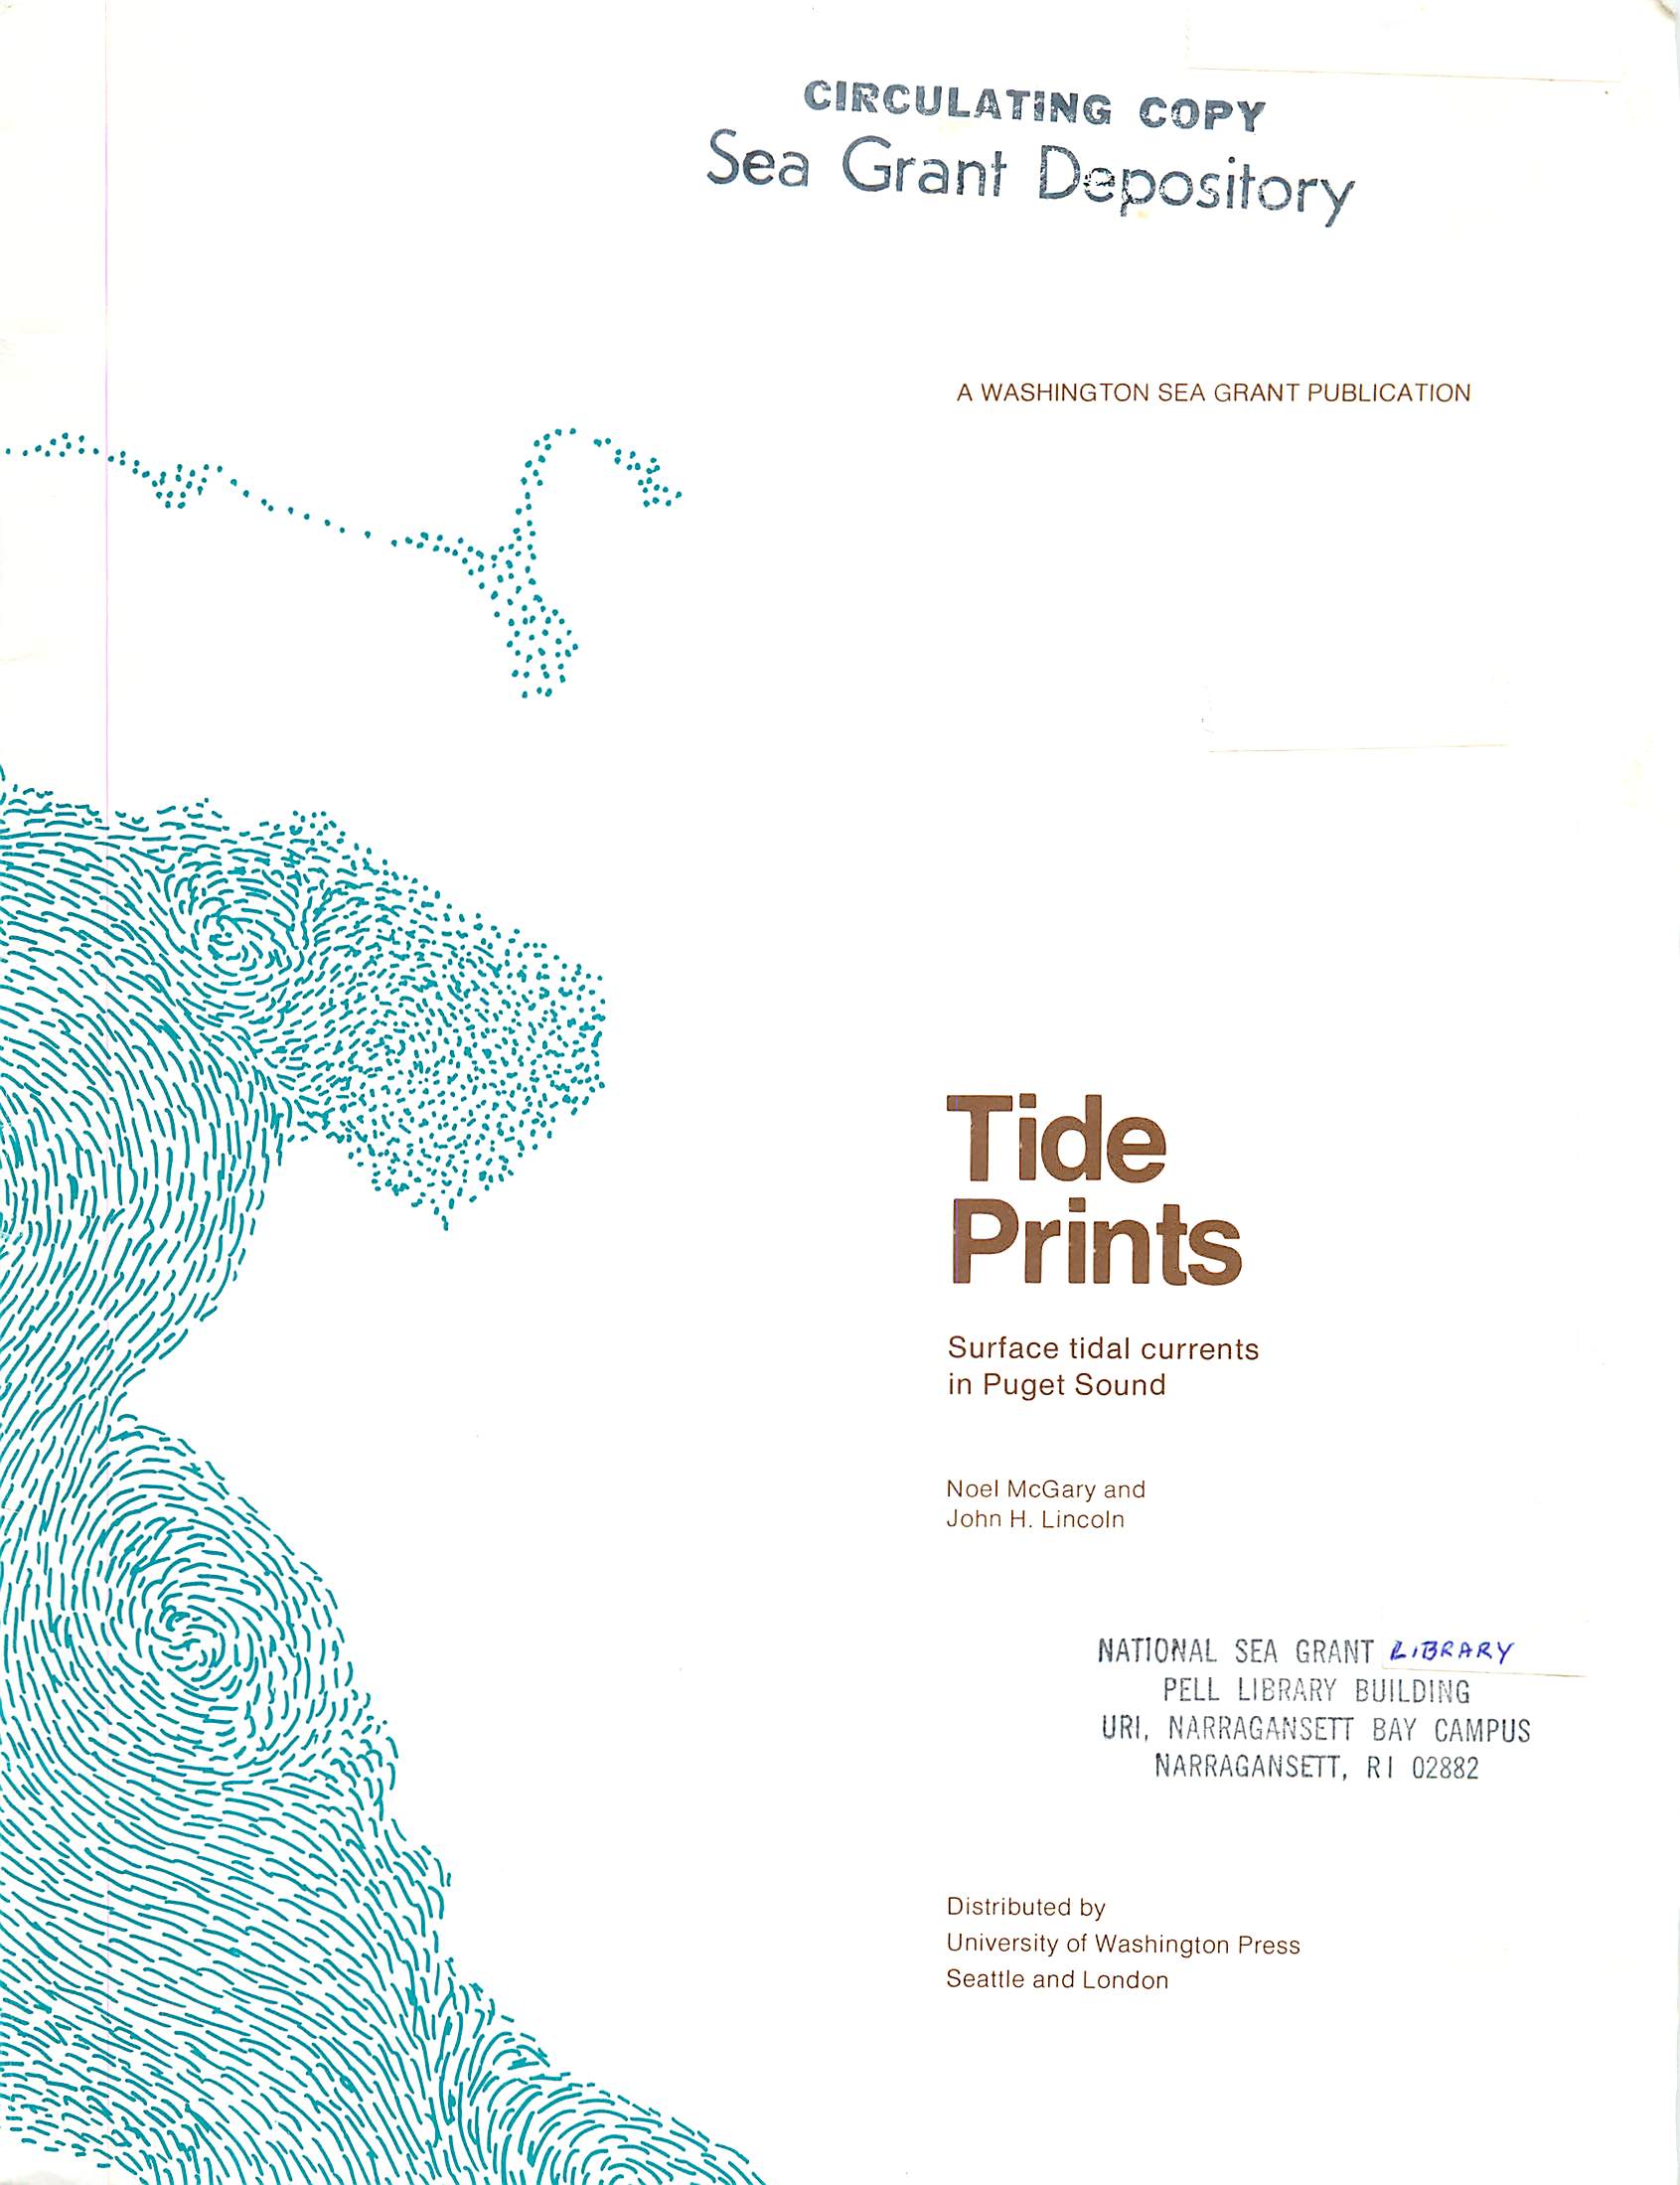 CIRCULATING COPY
Sea Grant Depository
A WASHINGTON SEA GRANT PUBLICATION
Tide
Prints
Surface tidal currents
in Puget Sound
Noel McGary and
John H. Lincoln
NATIONAL SEA GRANT LIBRARY
PELL LIBRARY BUILDING
URI, NARRAGANSETT BAY CAMPUS
NARRAGANSETT, RI 02882
Distributed by
University of Washington Press
Seattle and London